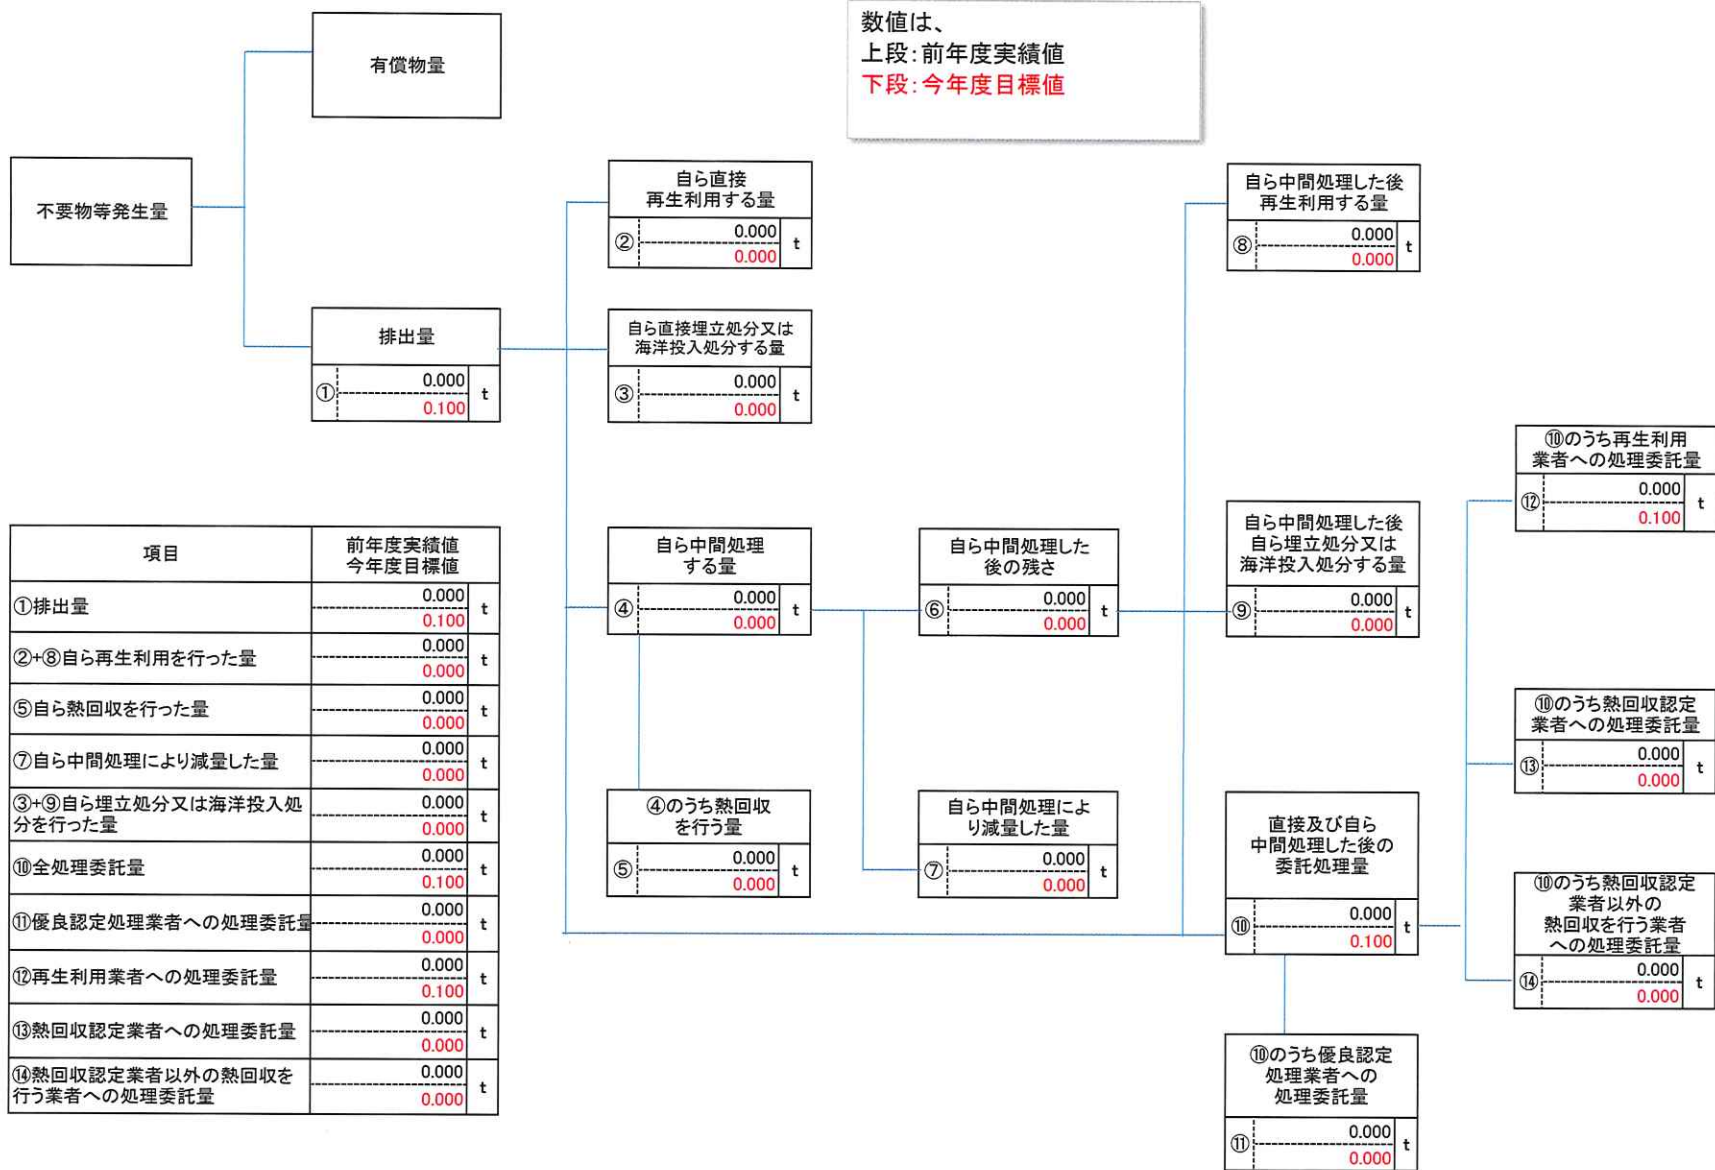 数値は、
上段：前年度実績値
下段：今年度目標値
有償物量
不要物等発生量
排出量
①
0.000
0.100
t
自ら直接
再生利用する量
②
0.000
0.000
t
自ら直接埋立処分又は
海洋投入処分する量
③
0.000
0.000
t
自ら中間処理
する量
④
0.000
0.000
t
④のうち熱回収
を行う量
⑤
0.000
0.000
t
自ら中間処理した
後の残さ
⑥
0.000
0.000
t
自ら中間処理によ
り減量した量
⑦
0.000
0.000
t
自ら中間処理した後
再生利用する量
⑧
0.000
0.000
t
自ら中間処理した後
自ら埋立処分又は
海洋投入処分する量
⑨
0.000
0.000
t
直接及び自ら
中間処理した後の
委託処理量
⑩
0.000
0.100
t
⑩のうち優良認定
処理業者への
処理委託量
⑪
0.000
0.000
t
⑩のうち再生利用
業者への処理委託量
⑫
0.000
0.100
t
⑩のうち熱回収認定
業者への処理委託量
⑬
0.000
0.000
t
⑩のうち熱回収認定
業者以外の
熱回収を行う業者
への処理委託量
⑭
0.000
0.000
t
項目
前年度実績値
今年度目標値
①排出量
0.000
0.100
t
②+⑧自ら再生利用を行った量
0.000
0.000
t
⑤自ら熱回収を行った量
0.000
0.000
t
⑦自ら中間処理により減量した量
0.000
0.000
t
③+⑨自ら埋立処分又は海洋投入処
分を行った量
0.000
0.000
t
⑩全処理委託量
0.000
0.100
t
⑪優良認定処理業者への処理委託量
0.000
0.000
t
⑫再生利用業者への処理委託量
0.000
0.100
t
⑬熱回収認定業者への処理委託量
0.000
0.000
t
⑭熱回収認定業者以外の熱回収を
行う業者への処理委託量
0.000
0.000
t